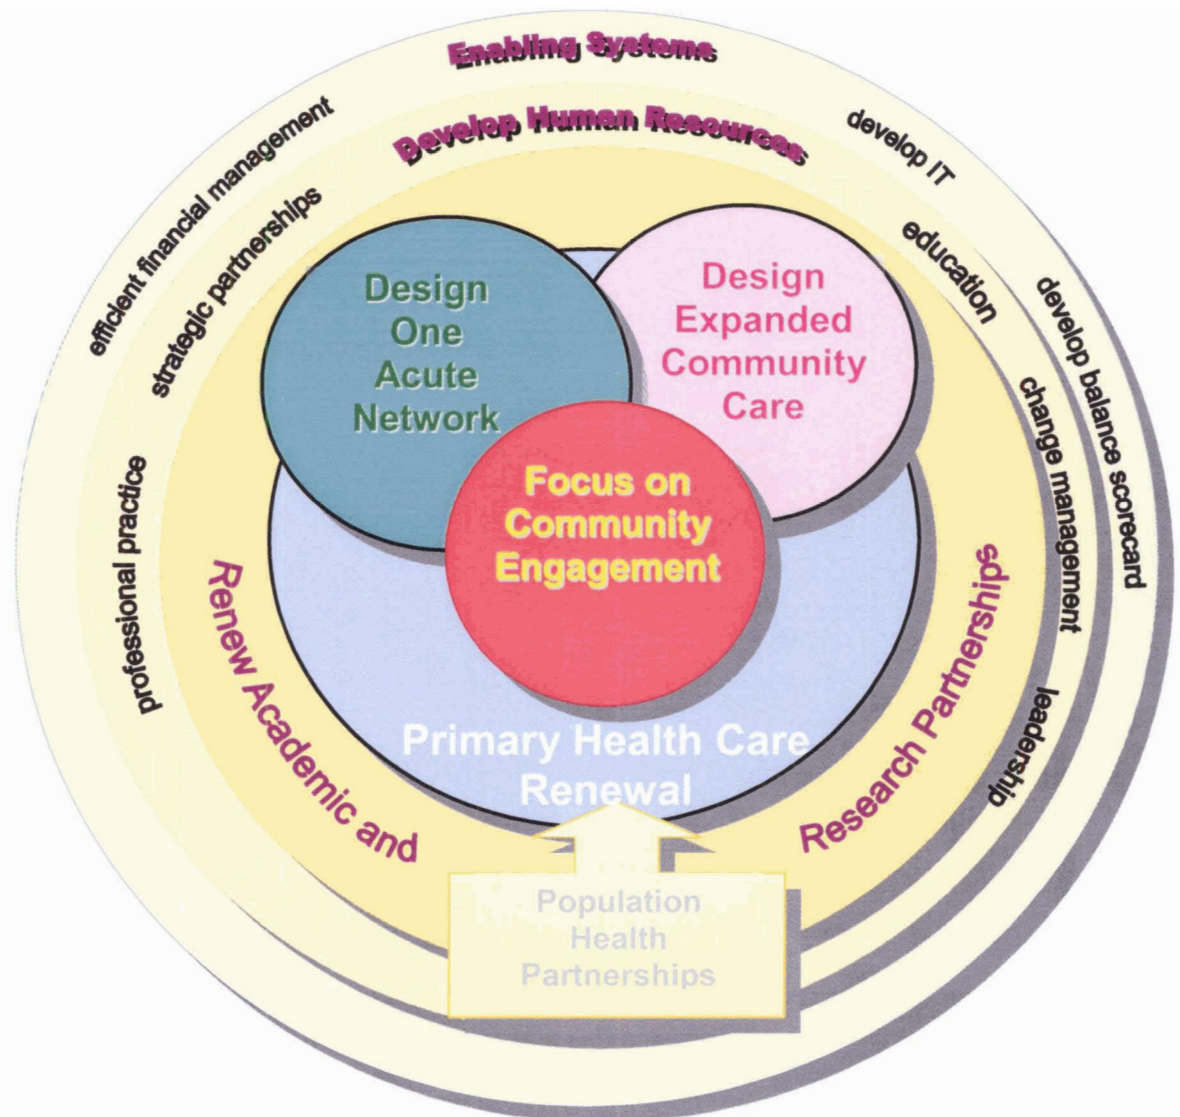 Enabling Systems
Develop Human Resources
efficient financial management
strategic partnerships
professional practice
develop IT
education
develop balance scorecard
change management
leadership
Design
One
Acute
Network
Design
Expanded
Community
Care
Focus on
Community
Engagement
Primary Health Care
Renewal
Renew Academic and
Research Partnerships
Population
Health
Partnerships